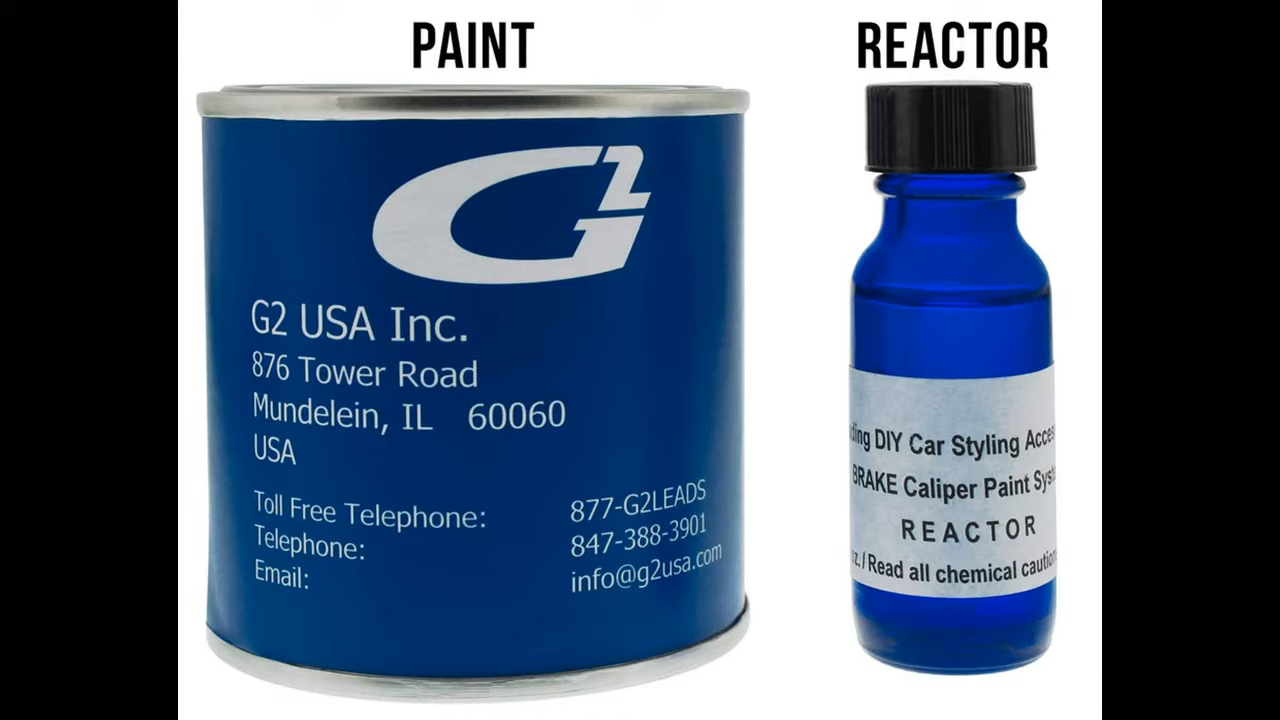 PAINT
REACTOR
G2
G2 USA Inc.
876 Tower Road
Mundelein, IL 60060
USA
Toll Free Telephone: 877-G2LEADS
Telephone: 847-388-3901
Email: info@g2usa.com
DIY Car Styling
BRAKE Caliper Paint
REACTOR
/ Read all chemical